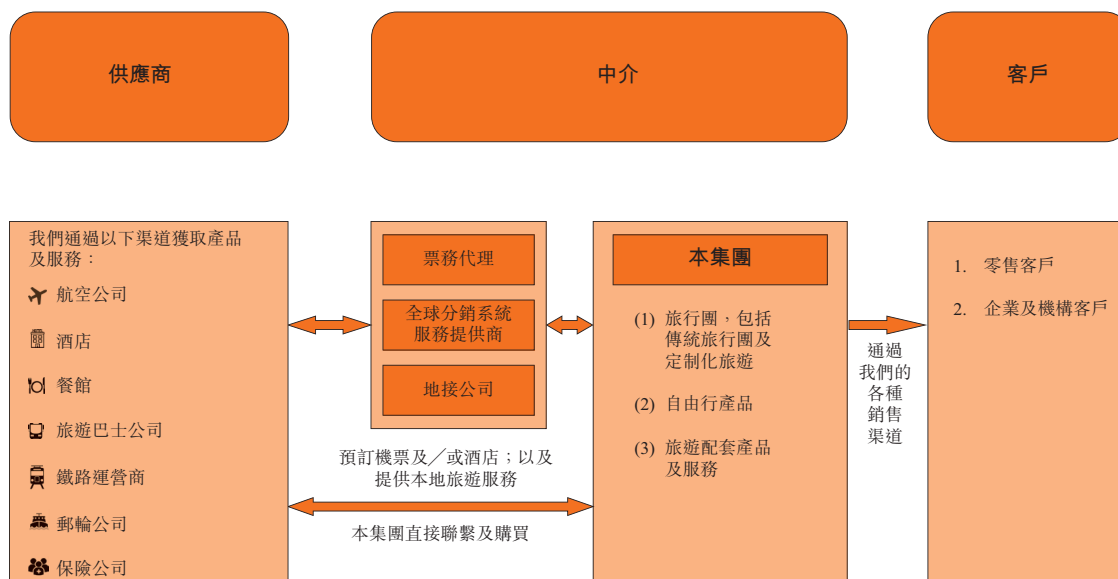 供應商
中介
客戶
我們通過以下渠道獲取產品
及服務：
航空公司
酒店
餐館
旅遊巴士公司
鐵路運營商
郵輪公司
保險公司
票務代理
全球分銷系統
服務提供商
地接公司
預訂機票及／或酒店；以及
提供本地旅遊服務
本集團直接聯繫及購買
本集團
(1) 旅行團，包括
傳統旅行團及
定制化旅遊
(2) 自由行產品
(3) 旅遊配套產品
及服務
通過
我們的
各種
銷售
渠道
1. 零售客戶
2. 企業及機構客戶